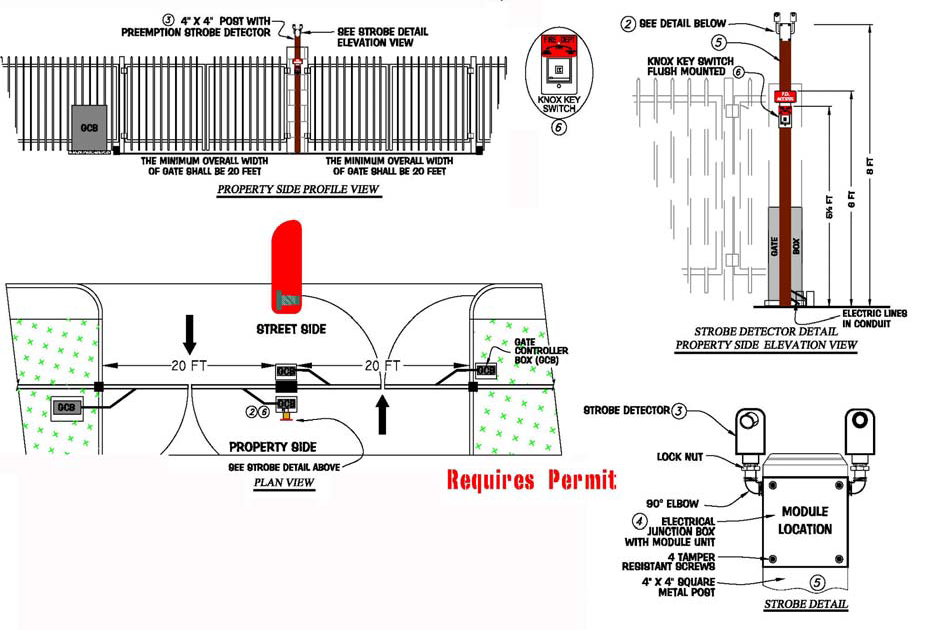 3 4" X 4" POST WITH
PREEMPTION STROBE DETECTOR
SEE STROBE DETAIL
ELEVATION VIEW
GCB
THE MINIMUM OVERALL WIDTH
OF GATE SHALL BE 20 FEET
THE MINIMUM OVERALL WIDTH
OF GATE SHALL BE 20 FEET
PROPERTY SIDE PROFILE VIEW
FIRE DEPT
KNOX KEY
SWITCH
6
2 SEE DETAIL BELOW
5
KNOX KEY SWITCH
FLUSH MOUNTED 6
F.D.
ACCESS
5½ FT
6 FT
8 FT
GATE
BOX
ELECTRIC LINES
IN CONDUIT
STROBE DETECTOR DETAIL
PROPERTY SIDE ELEVATION VIEW
STREET SIDE
20 FT
20 FT
GATE
CONTROLLER
BOX (GCB)
GCB
GCB
GCB
GCB
2 6
PROPERTY SIDE
SEE STROBE DETAIL ABOVE
PLAN VIEW
Requires Permit
STROBE DETECTOR 3
LOCK NUT
90° ELBOW
4 ELECTRICAL
JUNCTION BOX
WITH MODULE UNIT
MODULE
LOCATION
4 TAMPER
RESISTANT SCREWS
4" X 4" SQUARE
METAL POST
5
STROBE DETAIL